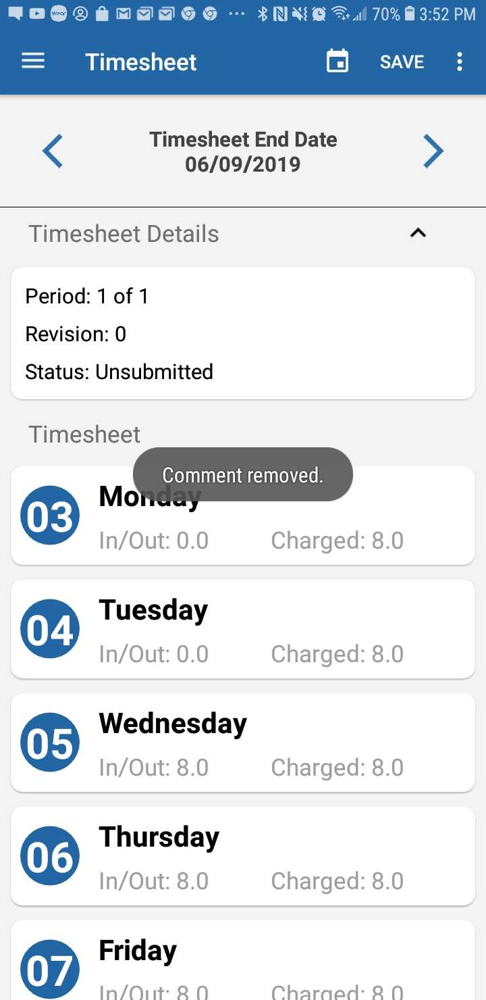 70% 3:52 PM
Timesheet
SAVE
Timesheet End Date
06/09/2019
Timesheet Details
Period: 1 of 1
Revision: 0
Status: Unsubmitted
Timesheet
Comment removed.
03 Monday
In/Out: 0.0 Charged: 8.0
04 Tuesday
In/Out: 0.0 Charged: 8.0
05 Wednesday
In/Out: 8.0 Charged: 8.0
06 Thursday
In/Out: 8.0 Charged: 8.0
07 Friday
In/Out: 8.0 Charged: 8.0